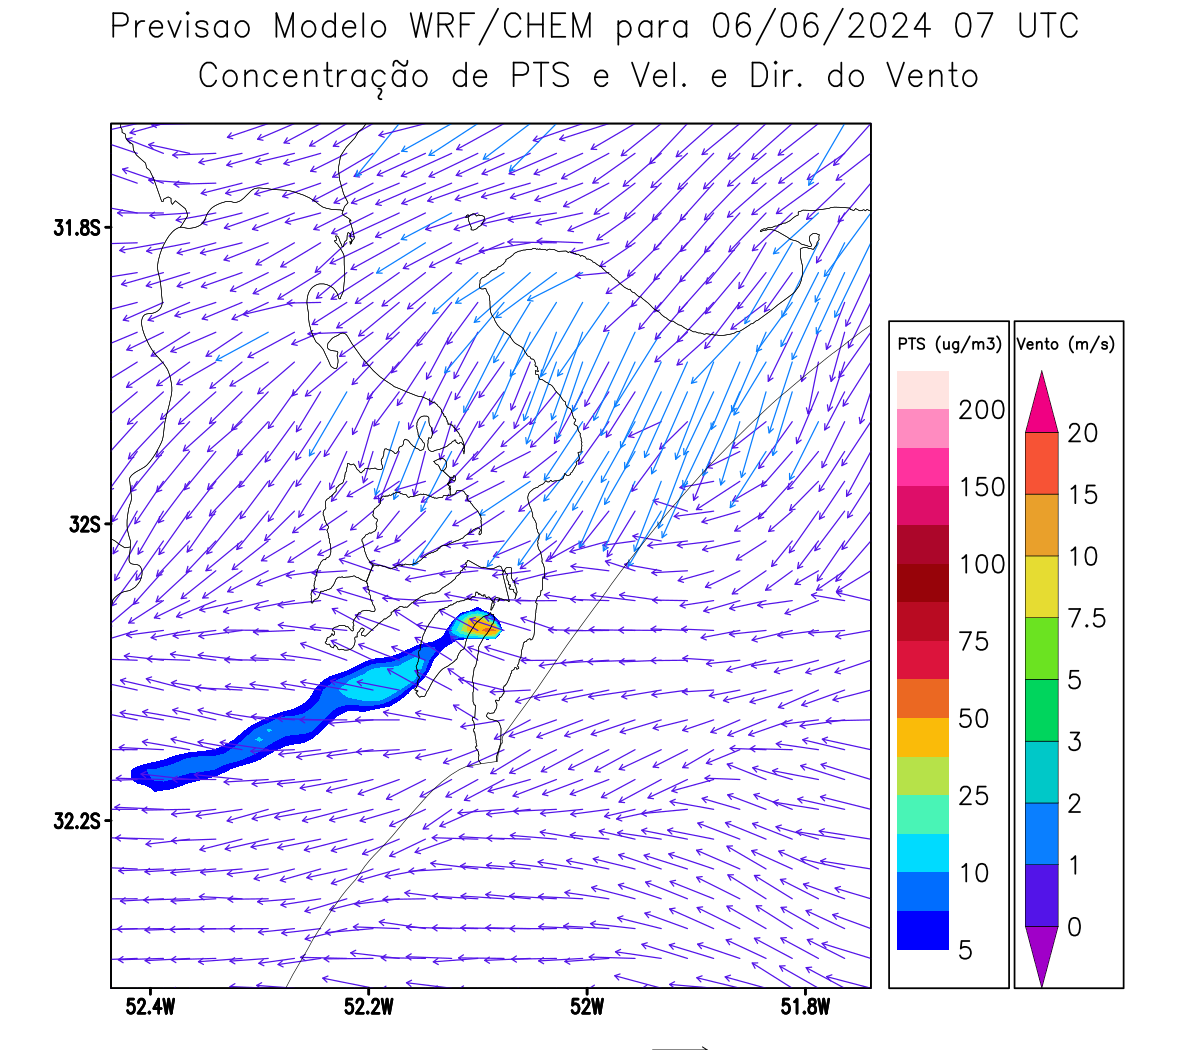 Previsao Modelo WRF/CHEM para 06/06/2024 07 UTC
Concentração de PTS e Vel. e Dir. do Vento
31.8S
32S
32.2S
52.4W 52.2W 52W 51.8W
PTS (ug/m3)
200
150
100
75
50
25
10
5
Vento (m/s)
20
15
10
7.5
5
3
2
1
0